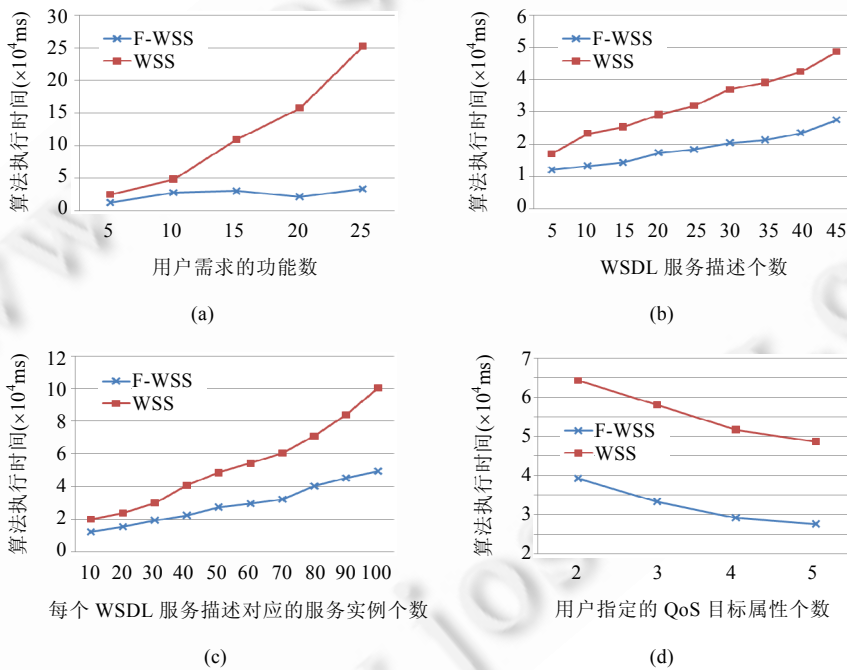 30
25
20
15
10
5
0
算法执行时间(×10⁴ms)
F-WSS
WSS
5 10 15 20 25
用户需求的功能数
(a)
6
5
4
3
2
1
0
算法执行时间(×10⁴ms)
F-WSS
WSS
5 10 15 20 25 30 35 40 45
WSDL 服务描述个数
(b)
12
10
8
6
4
2
0
算法执行时间(×10⁴ms)
F-WSS
WSS
10 20 30 40 50 60 70 80 90 100
每个 WSDL 服务描述对应的服务实例个数
(c)
7
6
5
4
3
2
算法执行时间(×10⁴ms)
F-WSS
WSS
2 3 4 5
用户指定的 QoS 目标属性个数
(d)